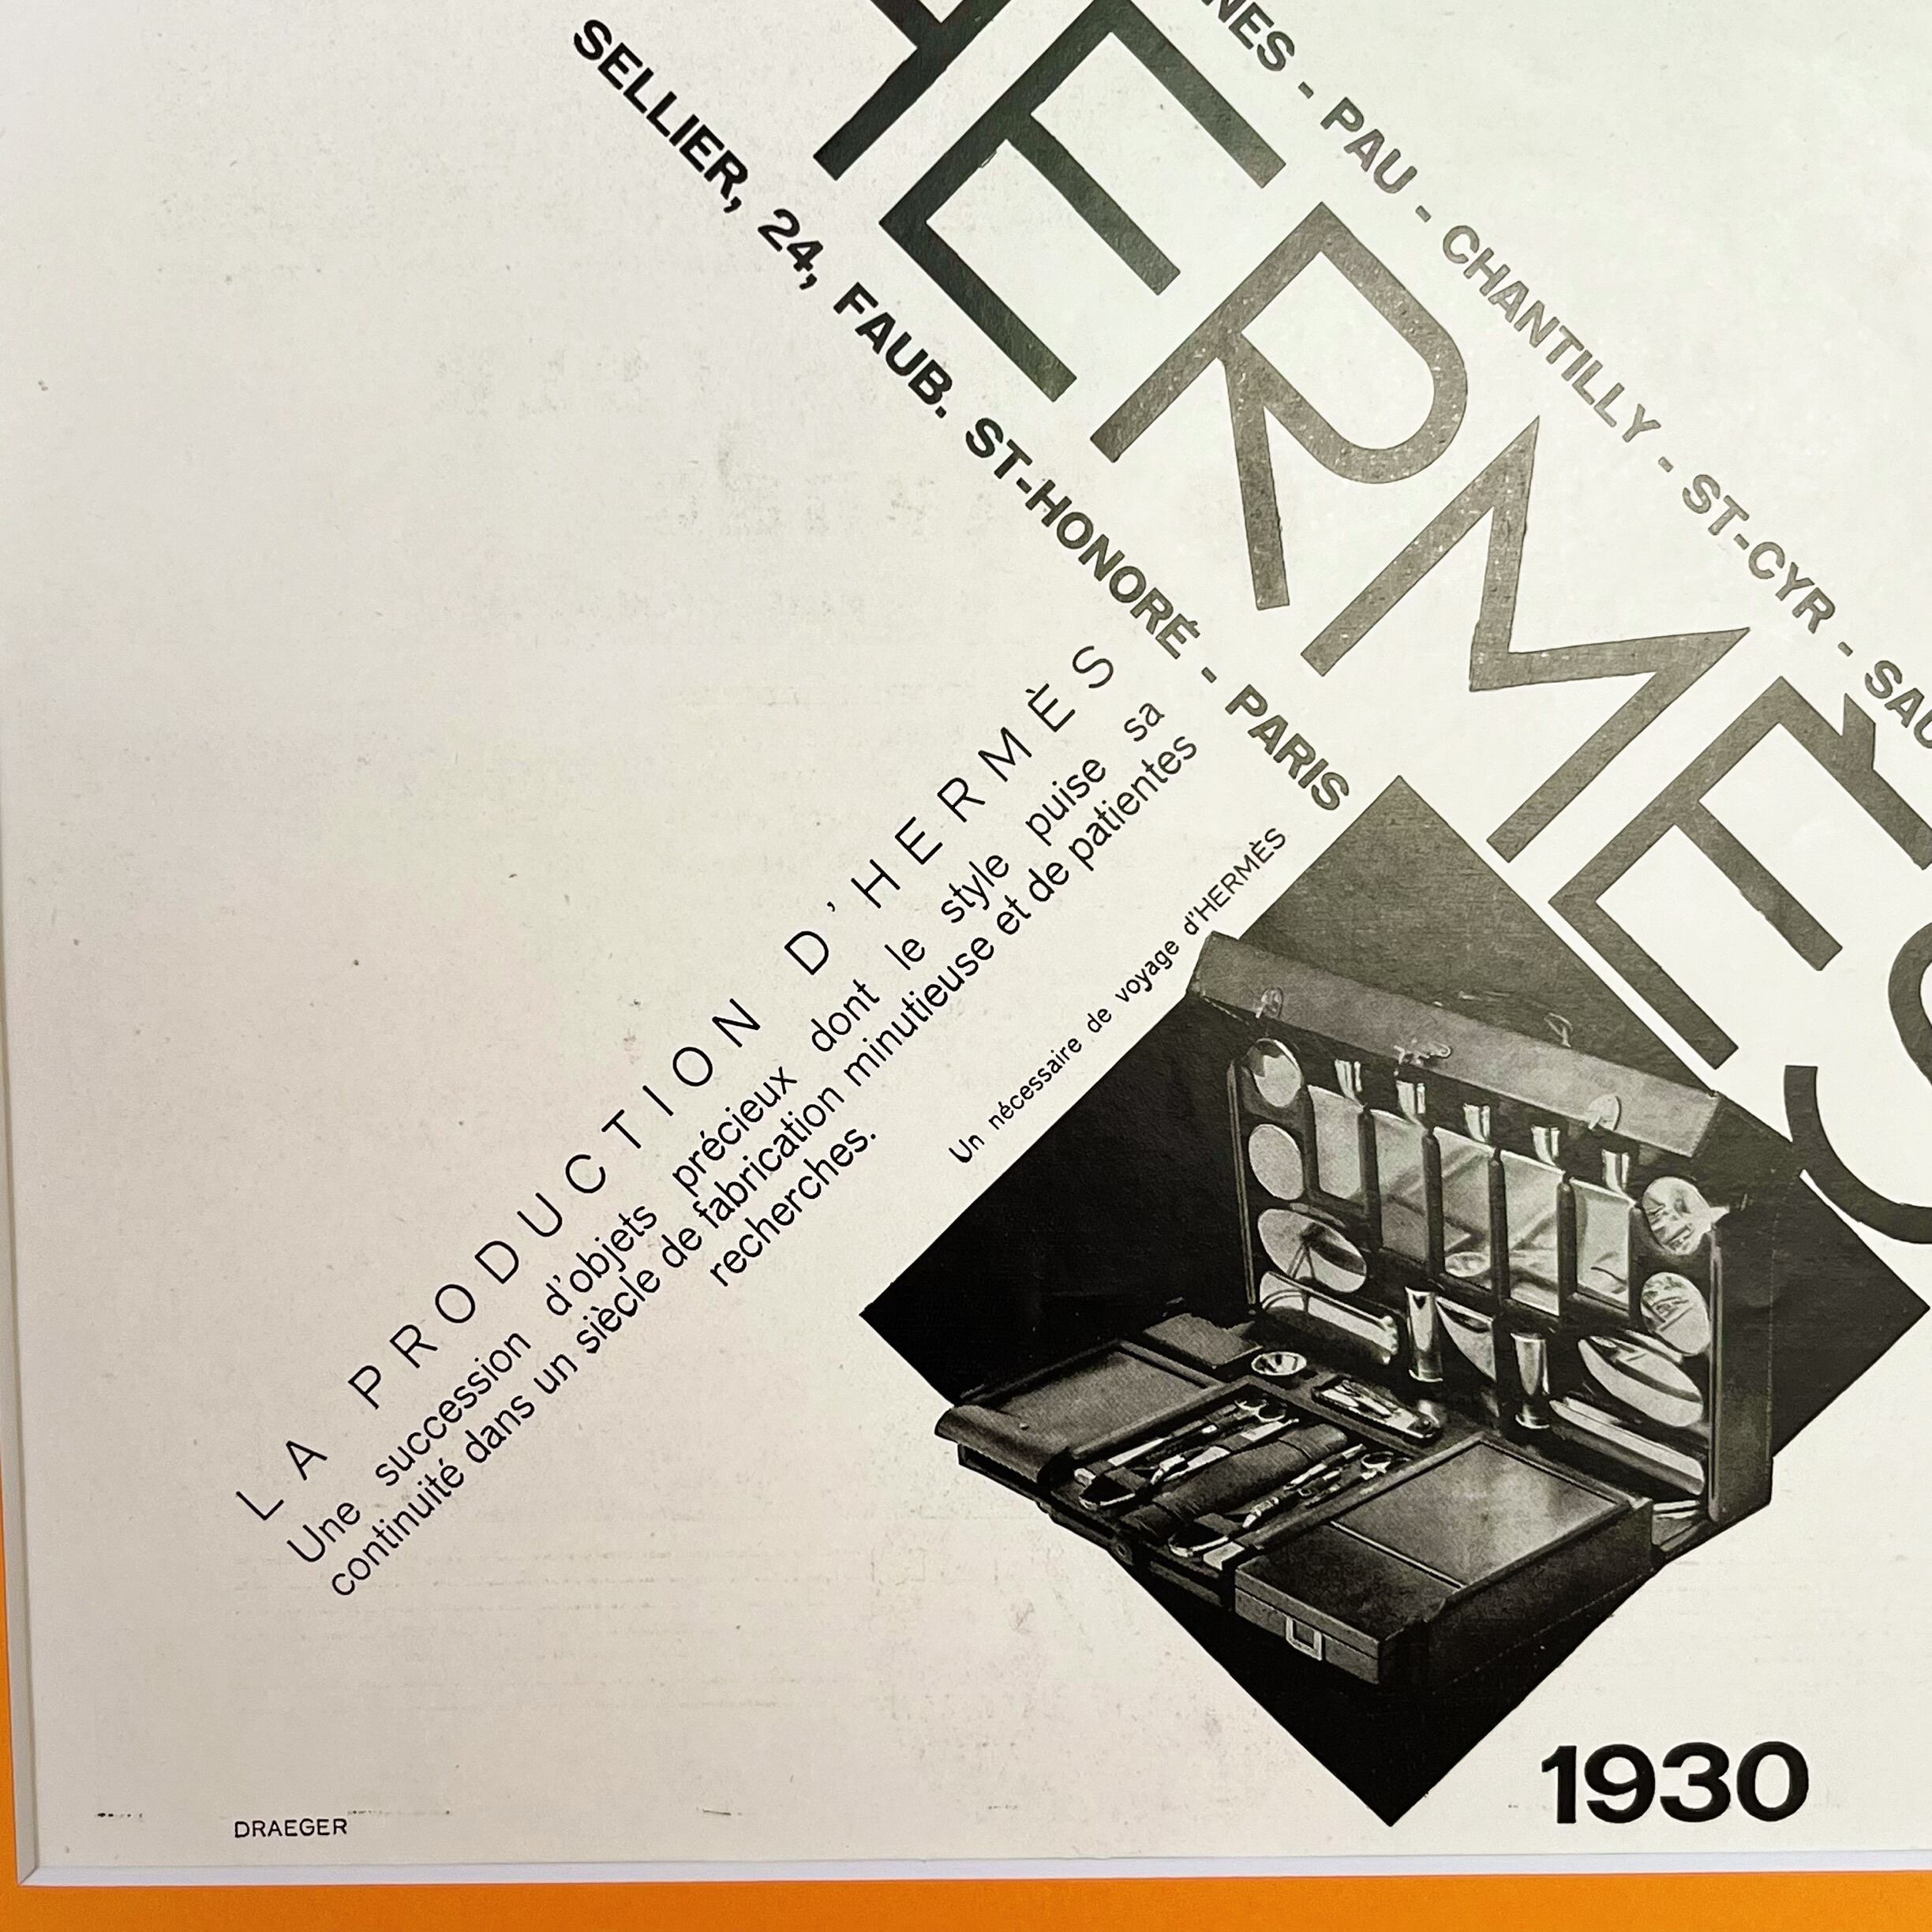 PAU - CHANTILLY - ST-CYR -
HERMÈS
SELLIER, 24, FAUB. ST-HONORÉ - PARIS
LA PRODUCTION D'HERMÈS
Une succession d'objets précieux dont le style puise sa
continuité dans un siècle de fabrication minutieuse et de patientes
recherches.
Un nécessaire de voyage d'HERMÈS
1930
DRAEGER